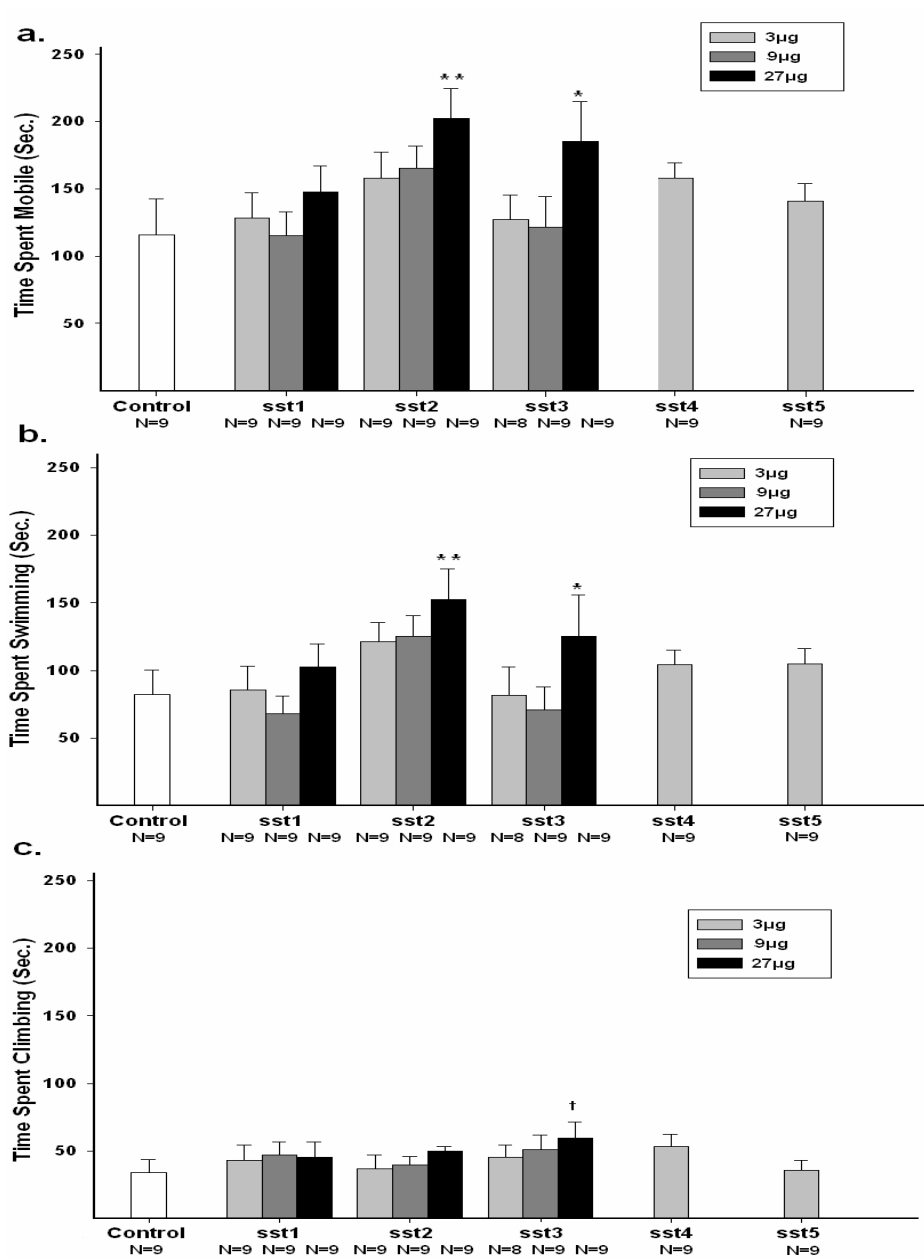 a.
3µg
9µg
27µg
Time Spent Mobile (Sec.)
250
200
150
100
50
**
*
Control sst1 sst2 sst3 sst4 sst5
N=9 N=9 N=9 N=9 N=9 N=9 N=9 N=8 N=9 N=9 N=9 N=9
b.
3µg
9µg
27µg
Time Spent Swimming (Sec.)
250
200
150
100
50
**
*
Control sst1 sst2 sst3 sst4 sst5
N=9 N=9 N=9 N=9 N=9 N=9 N=9 N=8 N=9 N=9 N=9 N=9
c.
3µg
9µg
27µg
Time Spent Climbing (Sec.)
250
200
150
100
50
†
Control sst1 sst2 sst3 sst4 sst5
N=9 N=9 N=9 N=9 N=9 N=9 N=9 N=8 N=9 N=9 N=9 N=9